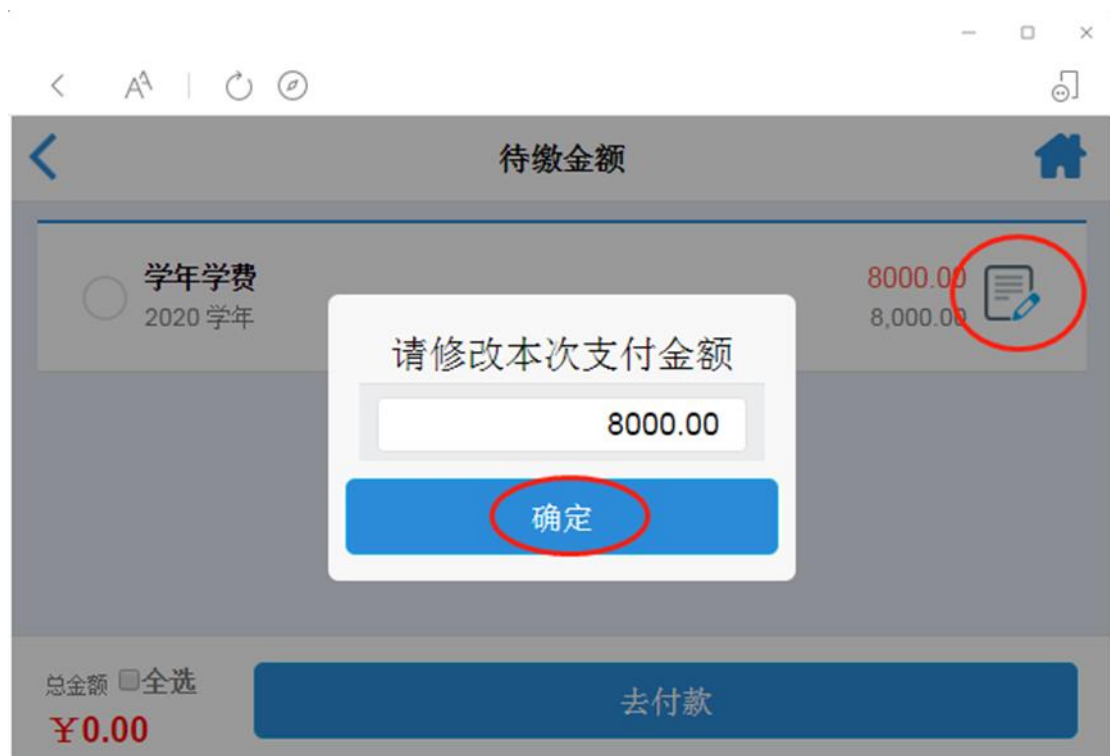 待缴金额
学年学费
8000.00
2020 学年
8,000.00
请修改本次支付金额
8000.00
确定
总金额 全选
¥0.00
去付款